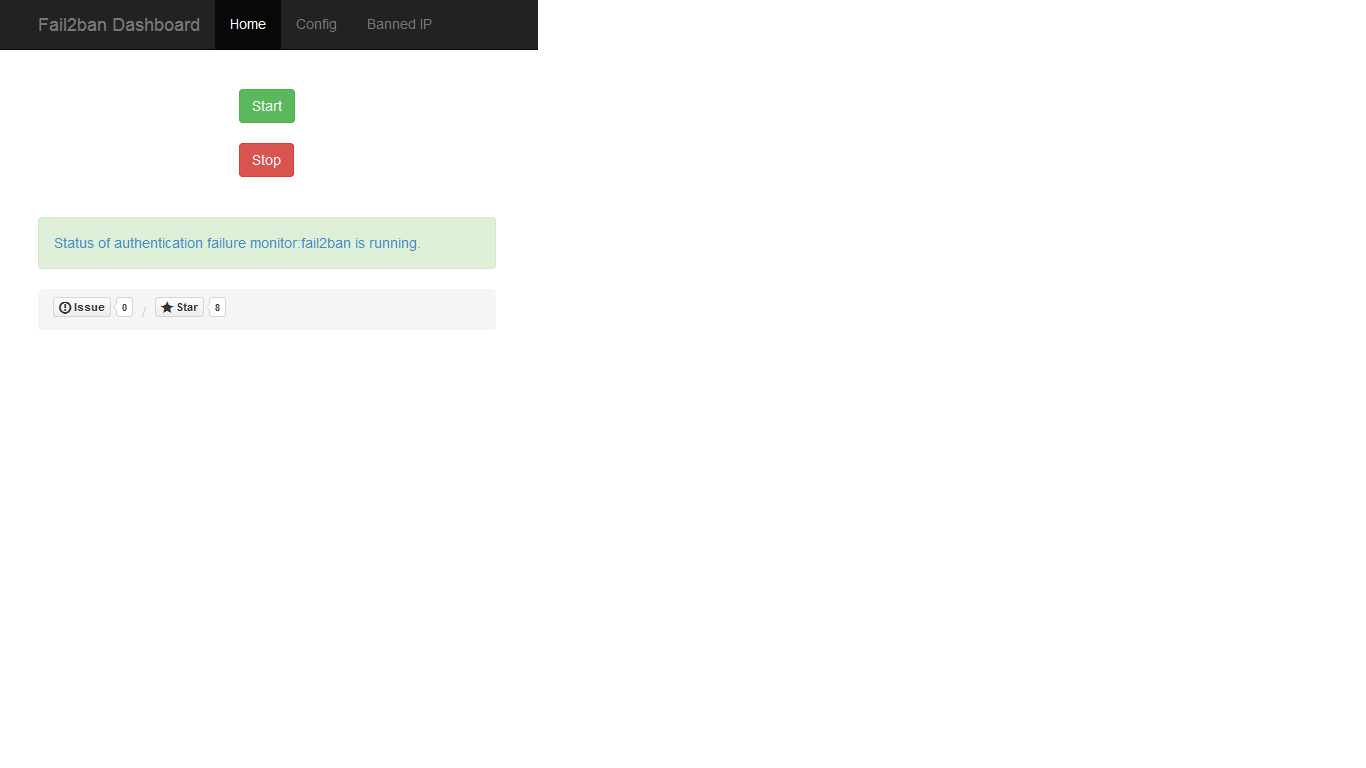 Fail2ban Dashboard Home Config Banned IP
Start
Stop
Status of authentication failure monitor:fail2ban is running.
Issue 0 / Star 8